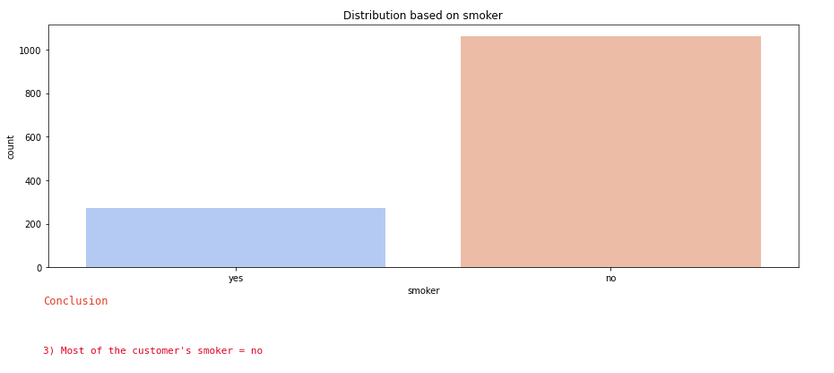 Distribution based on smoker
1000
800
600
400
200
0
count
yes
no
smoker
Conclusion
3) Most of the customer's smoker = no